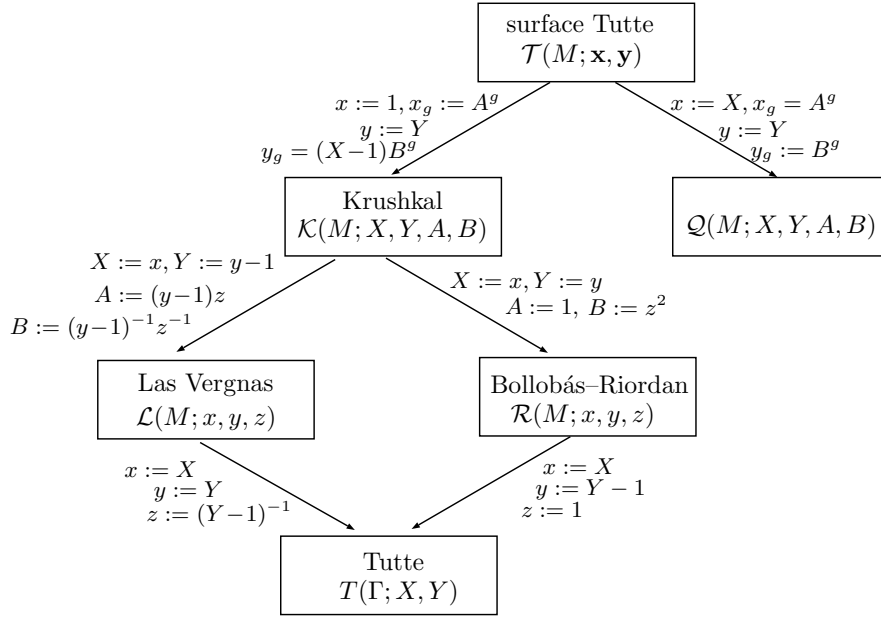 surface Tutte
𝒯(M; 𝐱, 𝐲)
x := 1, x_g := A^g
y := Y
y_g = (X−1)B^g
x := X, x_g = A^g
y := Y
y_g := B^g
Krushkal
𝒦(M; X, Y, A, B)
𝒬(M; X, Y, A, B)
X := x, Y := y−1
A := (y−1)z
B := (y−1)^{−1}z^{−1}
X := x, Y := y
A := 1, B := z^2
Las Vergnas
ℒ(M; x, y, z)
Bollobás–Riordan
ℛ(M; x, y, z)
x := X
y := Y
z := (Y−1)^{−1}
x := X
y := Y − 1
z := 1
Tutte
T(Γ; X, Y)